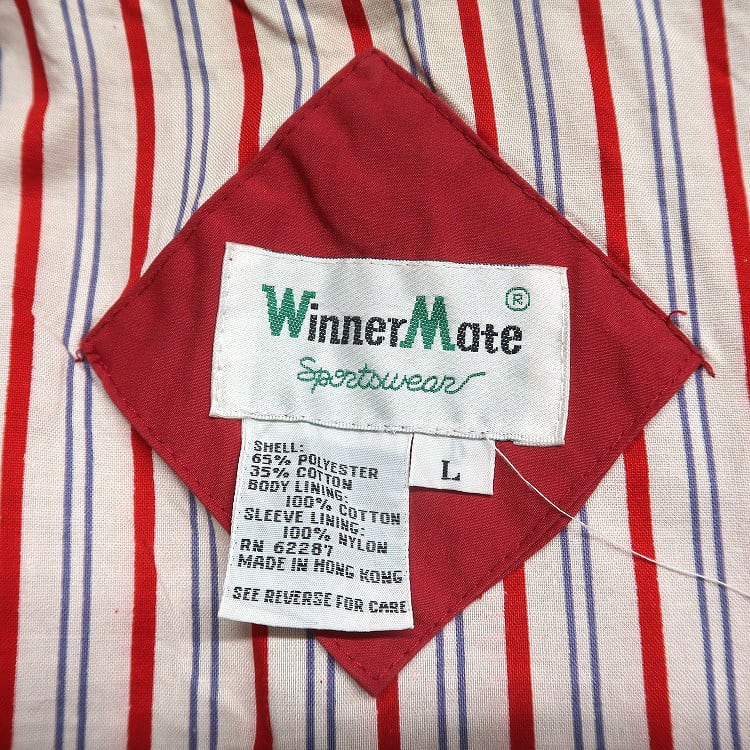 WinnerMate ®
Sportswear
SHELL:
65% POLYESTER
35% COTTON
BODY LINING:
100% COTTON
SLEEVE LINING:
100% NYLON
RN 62287
MADE IN HONG KONG
SEE REVERSE FOR CARE
L